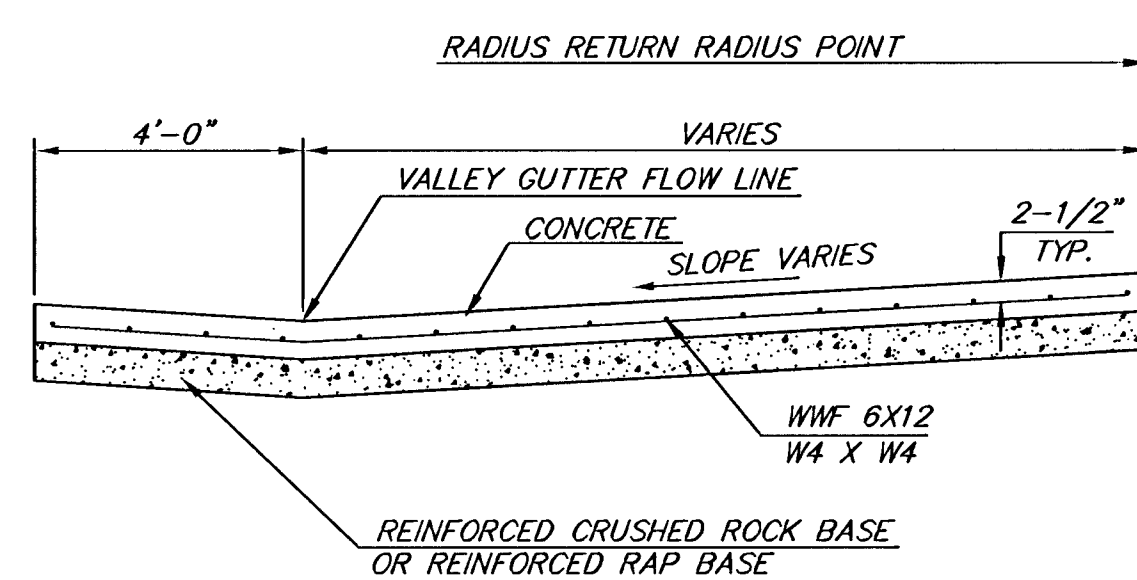 RADIUS RETURN RADIUS POINT
4'-0"
VARIES
VALLEY GUTTER FLOW LINE
CONCRETE
2-1/2"
TYP.
SLOPE VARIES
WWF 6X12
W4 X W4
REINFORCED CRUSHED ROCK BASE
OR REINFORCED RAP BASE